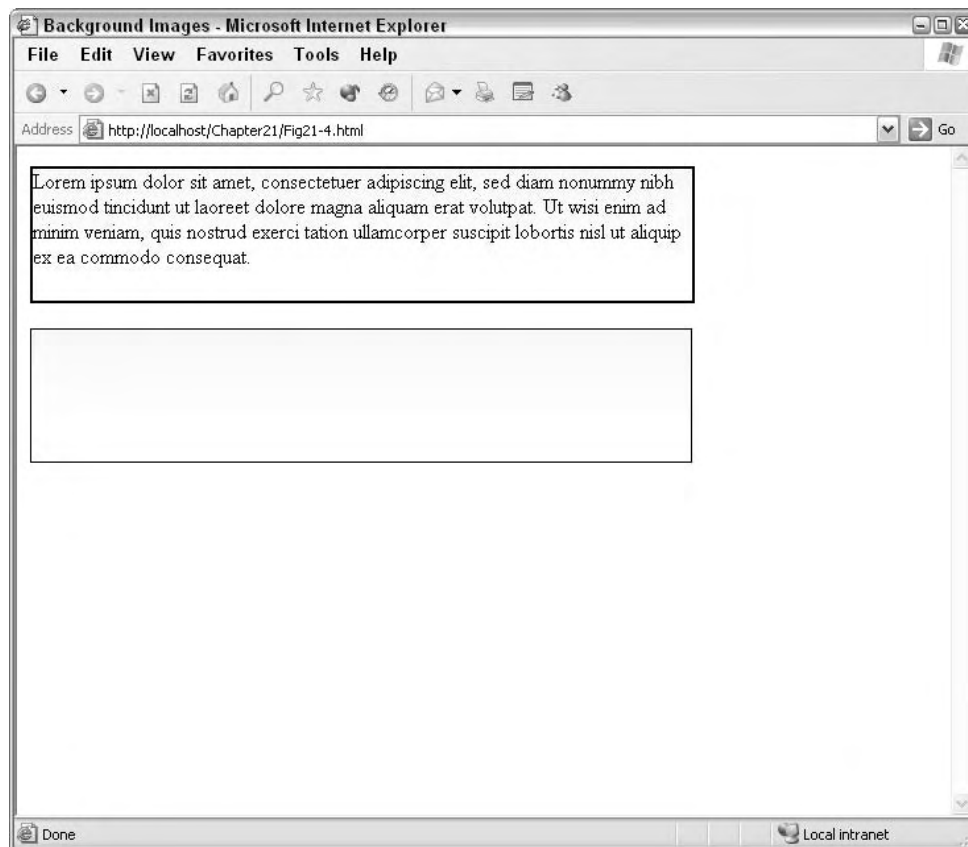 Background Images - Microsoft Internet Explorer
File Edit View Favorites Tools Help
Address http://localhost/Chapter21/Fig21-4.html Go
Lorem ipsum dolor sit amet, consectetuer adipiscing elit, sed diam nonummy nibh
euismod tincidunt ut laoreet dolore magna aliquam erat volutpat. Ut wisi enim ad
minim veniam, quis nostrud exerci tation ullamcorper suscipit lobortis nisl ut aliquip
ex ea commodo consequat.
Done Local intranet